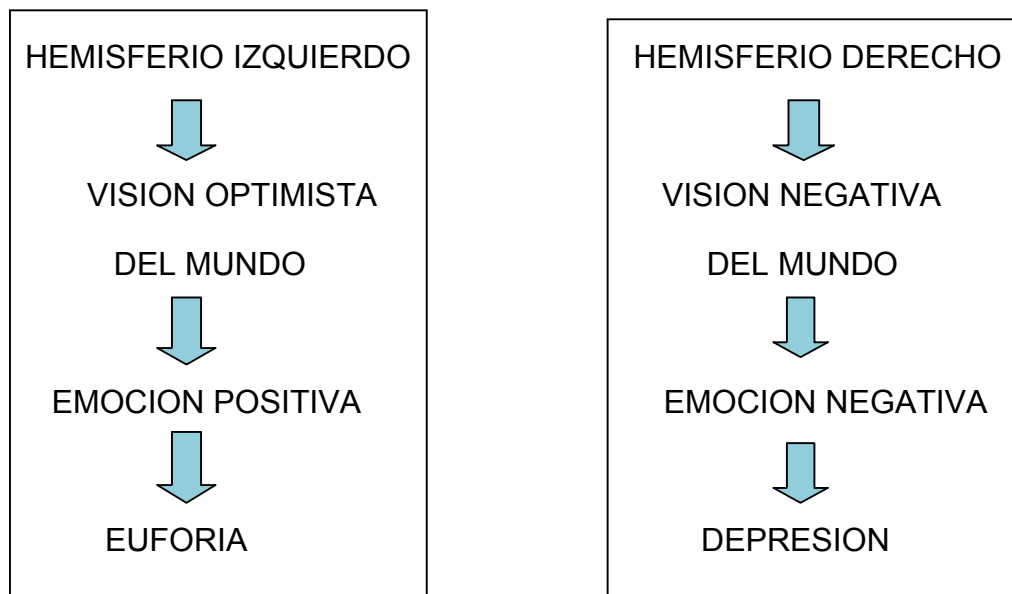 HEMISFERIO IZQUIERDO
VISION OPTIMISTA
DEL MUNDO
EMOCION POSITIVA
EUFORIA
HEMISFERIO DERECHO
VISION NEGATIVA
DEL MUNDO
EMOCION NEGATIVA
DEPRESION